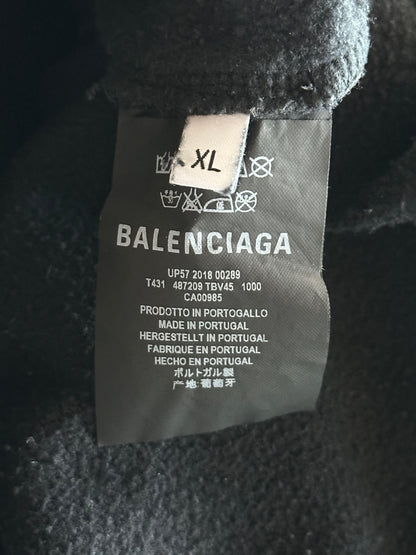 XL
BALENCIAGA
UP57 2018 00289
T431 487209 TBV45 1000
CA00985
PRODOTTO IN PORTOGALLO
MADE IN PORTUGAL
HERGESTELLT IN PORTUGAL
FABRIQUE EN PORTUGAL
HECHO EN PORTUGAL
ポルトガル製
产地:葡萄牙